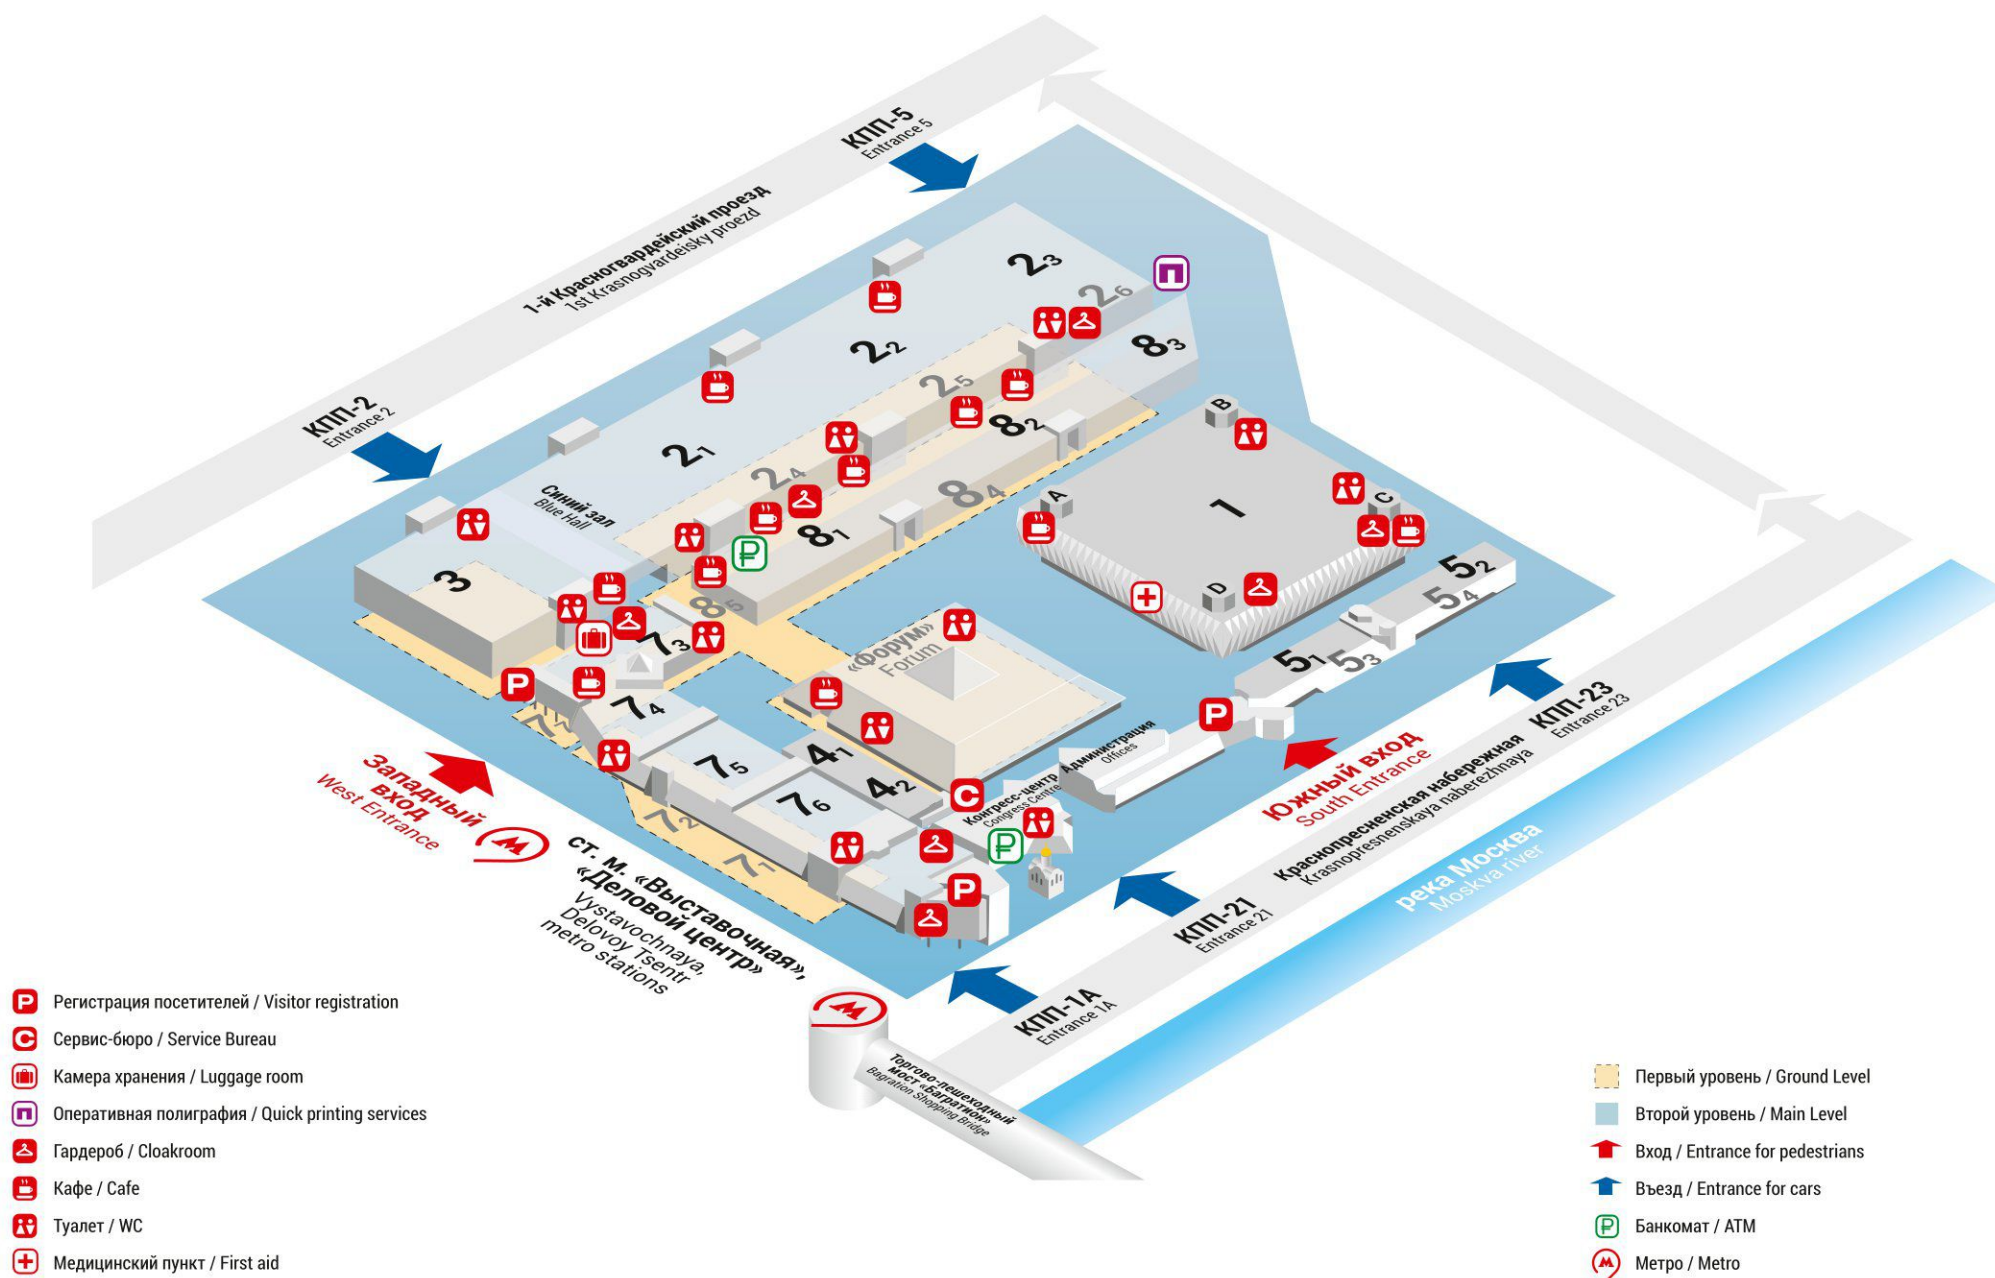 КПП-5
Entrance 5
1-й Красногвардейский проезд
1st Krasnogvardeisky proezd
КПП-2
Entrance 2
2₃
2₆
2₂
8₃
2₅
B
8₂
2₁
2₄
8₄
A
C
1
Синий зал
Blue Hall
8₁
3
D
5₂
5₄
8₅
7₃
«Форум»
Forum
5₁
5₃
7₄
7₃
7₅
4₁
4₂
7₆
7₂
7₁
Администрация
Offices
Конгресс-центр
Congress Centre
P
P
C
P
Западный
вход
West Entrance
М
ст. м. «Выставочная»,
«Деловой центр»
Vystavochnaya,
Delovoy Tsentr
metro stations
Южный вход
South Entrance
КПП-23
Entrance 23
Краснопресненская набережная
Krasnopresnenskaya naberezhnaya
река Москва
Moskva river
КПП-21
Entrance 21
КПП-1А
Entrance 1A
М
Торгово-пешеходный
мост «Багратион»
Bagration Shopping Bridge
P Регистрация посетителей / Visitor registration
C Сервис-бюро / Service Bureau
Камера хранения / Luggage room
П Оперативная полиграфия / Quick printing services
Гардероб / Cloakroom
Кафе / Cafe
Туалет / WC
Медицинский пункт / First aid
Первый уровень / Ground Level
Второй уровень / Main Level
Вход / Entrance for pedestrians
Въезд / Entrance for cars
₽ Банкомат / ATM
М Метро / Metro